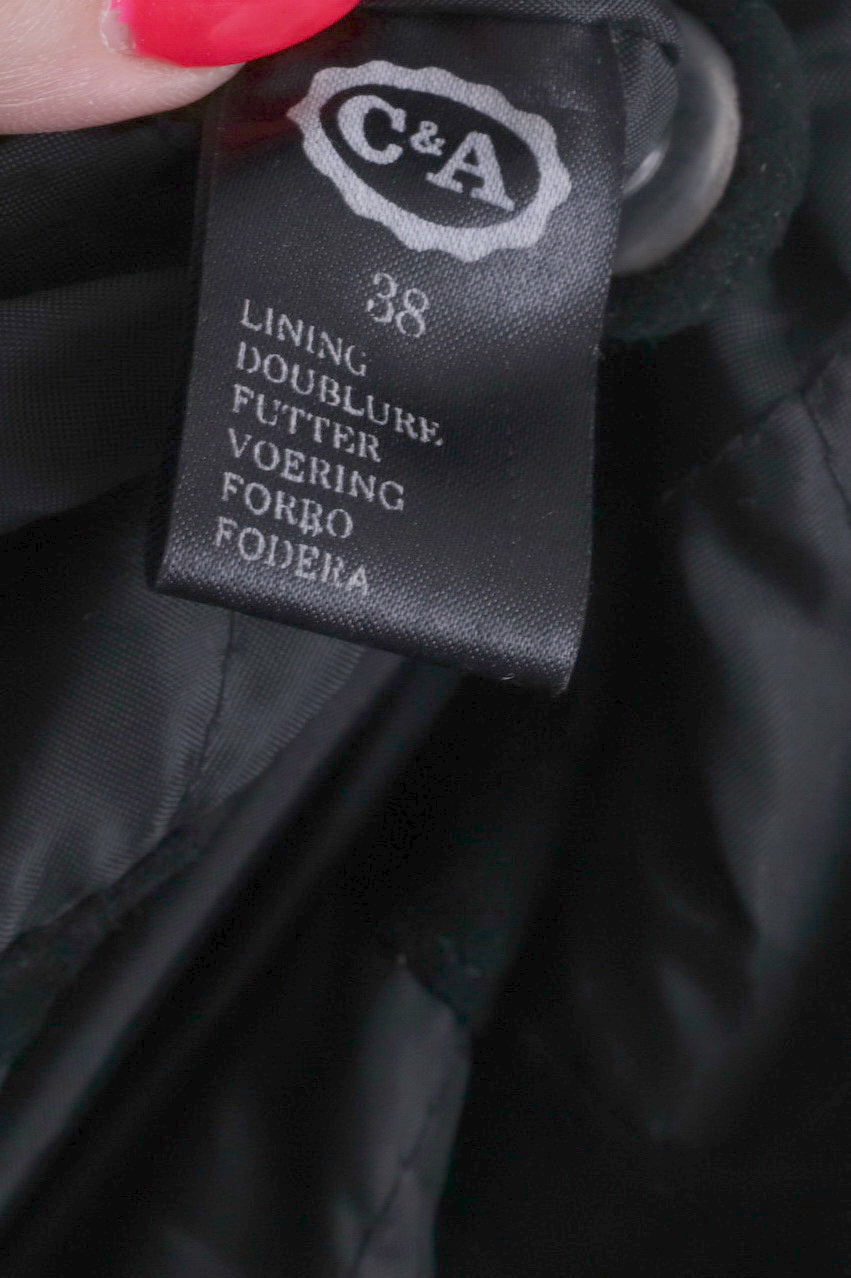 C&A
38
LINING
DOUBLURE
FUTTER
VOERING
FORRO
FODERA